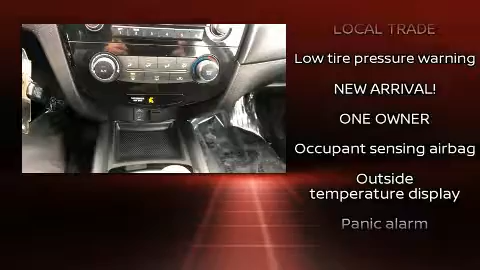 LOCAL TRADE
Low tire pressure warning
NEW ARRIVAL!
ONE OWNER
Occupant sensing airbag
Outside
temperature display
Panic alarm